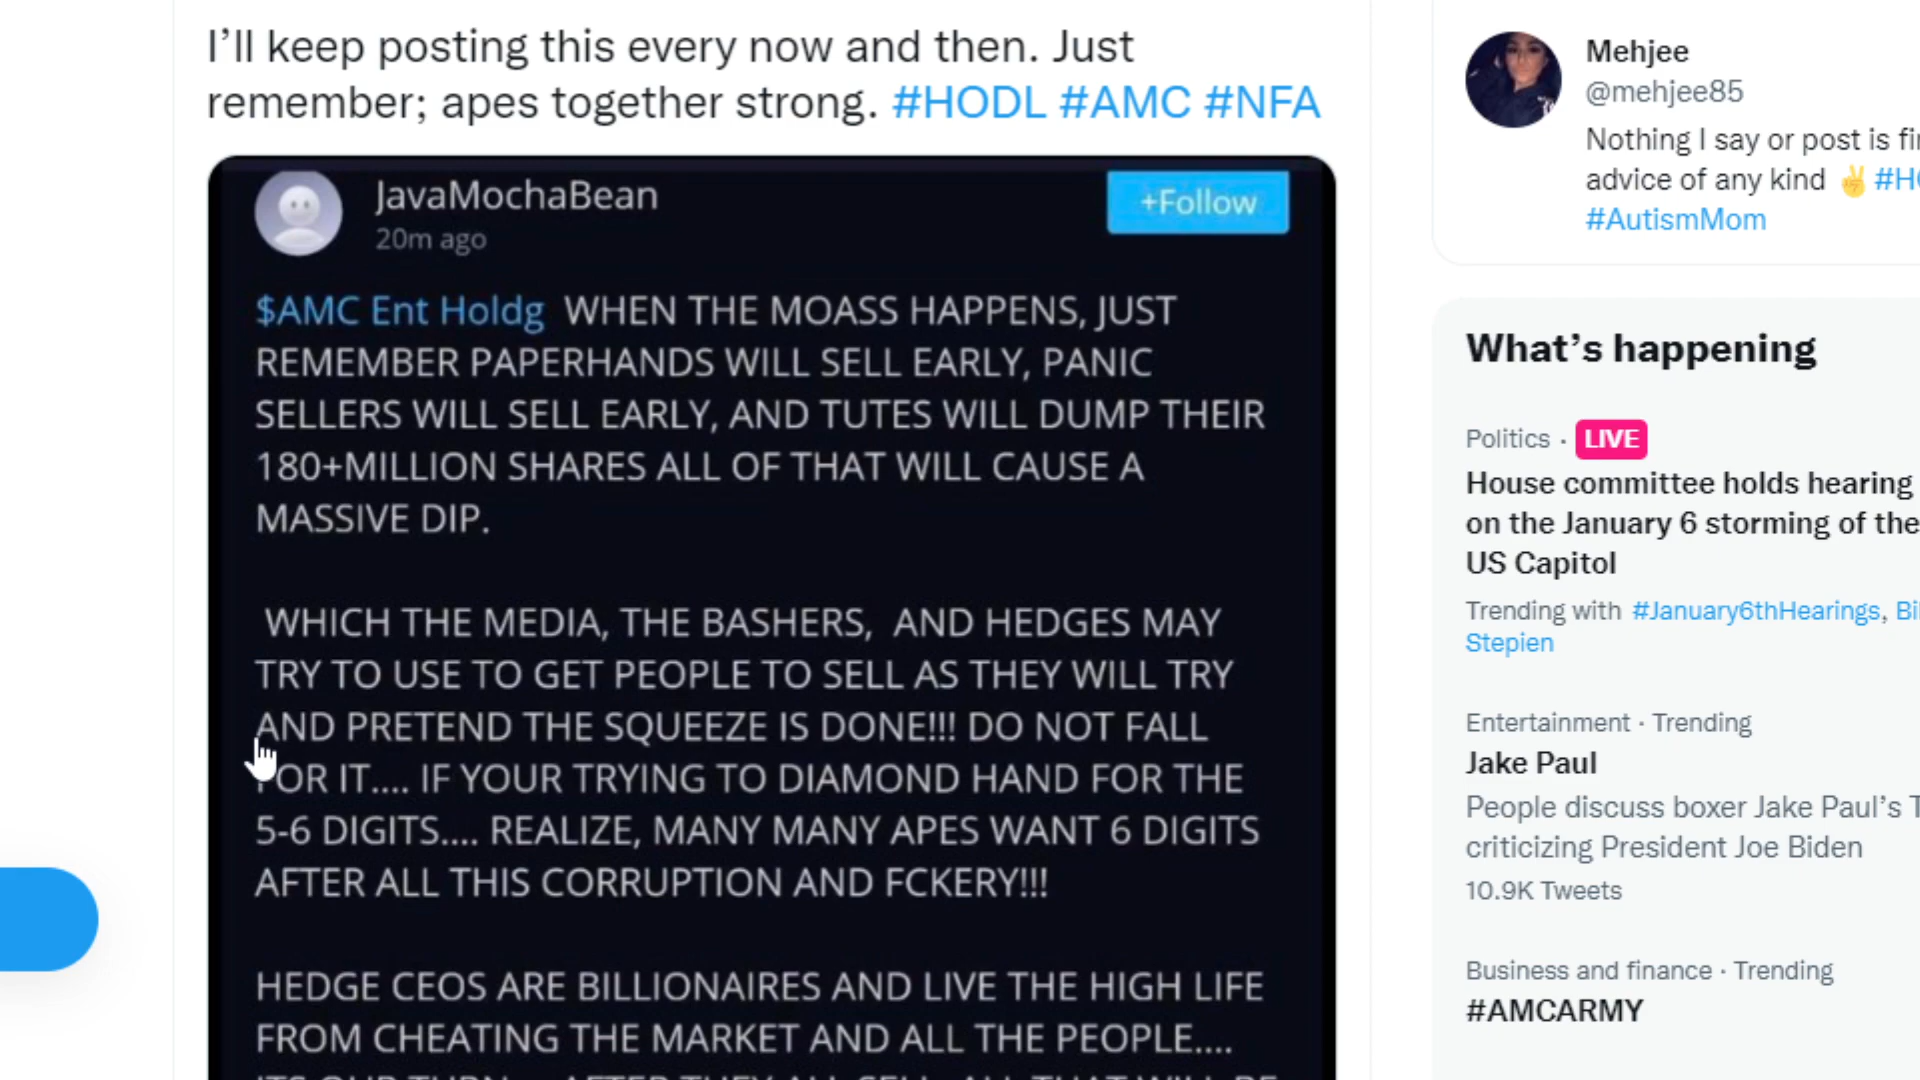 I’ll keep posting this every now and then. Just
remember; apes together strong. #HODL #AMC #NFA
JavaMochaBean
20m ago
+Follow
$AMC Ent Holdg WHEN THE MOASS HAPPENS, JUST
REMEMBER PAPERHANDS WILL SELL EARLY, PANIC
SELLERS WILL SELL EARLY, AND TUTES WILL DUMP THEIR
180+MILLION SHARES ALL OF THAT WILL CAUSE A
MASSIVE DIP.
WHICH THE MEDIA, THE BASHERS, AND HEDGES MAY
TRY TO USE TO GET PEOPLE TO SELL AS THEY WILL TRY
AND PRETEND THE SQUEEZE IS DONE!!! DO NOT FALL
FOR IT.... IF YOUR TRYING TO DIAMOND HAND FOR THE
5-6 DIGITS.... REALIZE, MANY MANY APES WANT 6 DIGITS
AFTER ALL THIS CORRUPTION AND FCKERY!!!
HEDGE CEOS ARE BILLIONAIRES AND LIVE THE HIGH LIFE
FROM CHEATING THE MARKET AND ALL THE PEOPLE....
Mehjee
@mehjee85
Nothing I say or post is fi
advice of any kind ✌️ #H
#AutismMom
What’s happening
Politics · LIVE
House committee holds hearing
on the January 6 storming of the
US Capitol
Trending with #January6thHearings, Bi
Stepien
Entertainment · Trending
Jake Paul
People discuss boxer Jake Paul’s T
criticizing President Joe Biden
10.9K Tweets
Business and finance · Trending
#AMCARMY